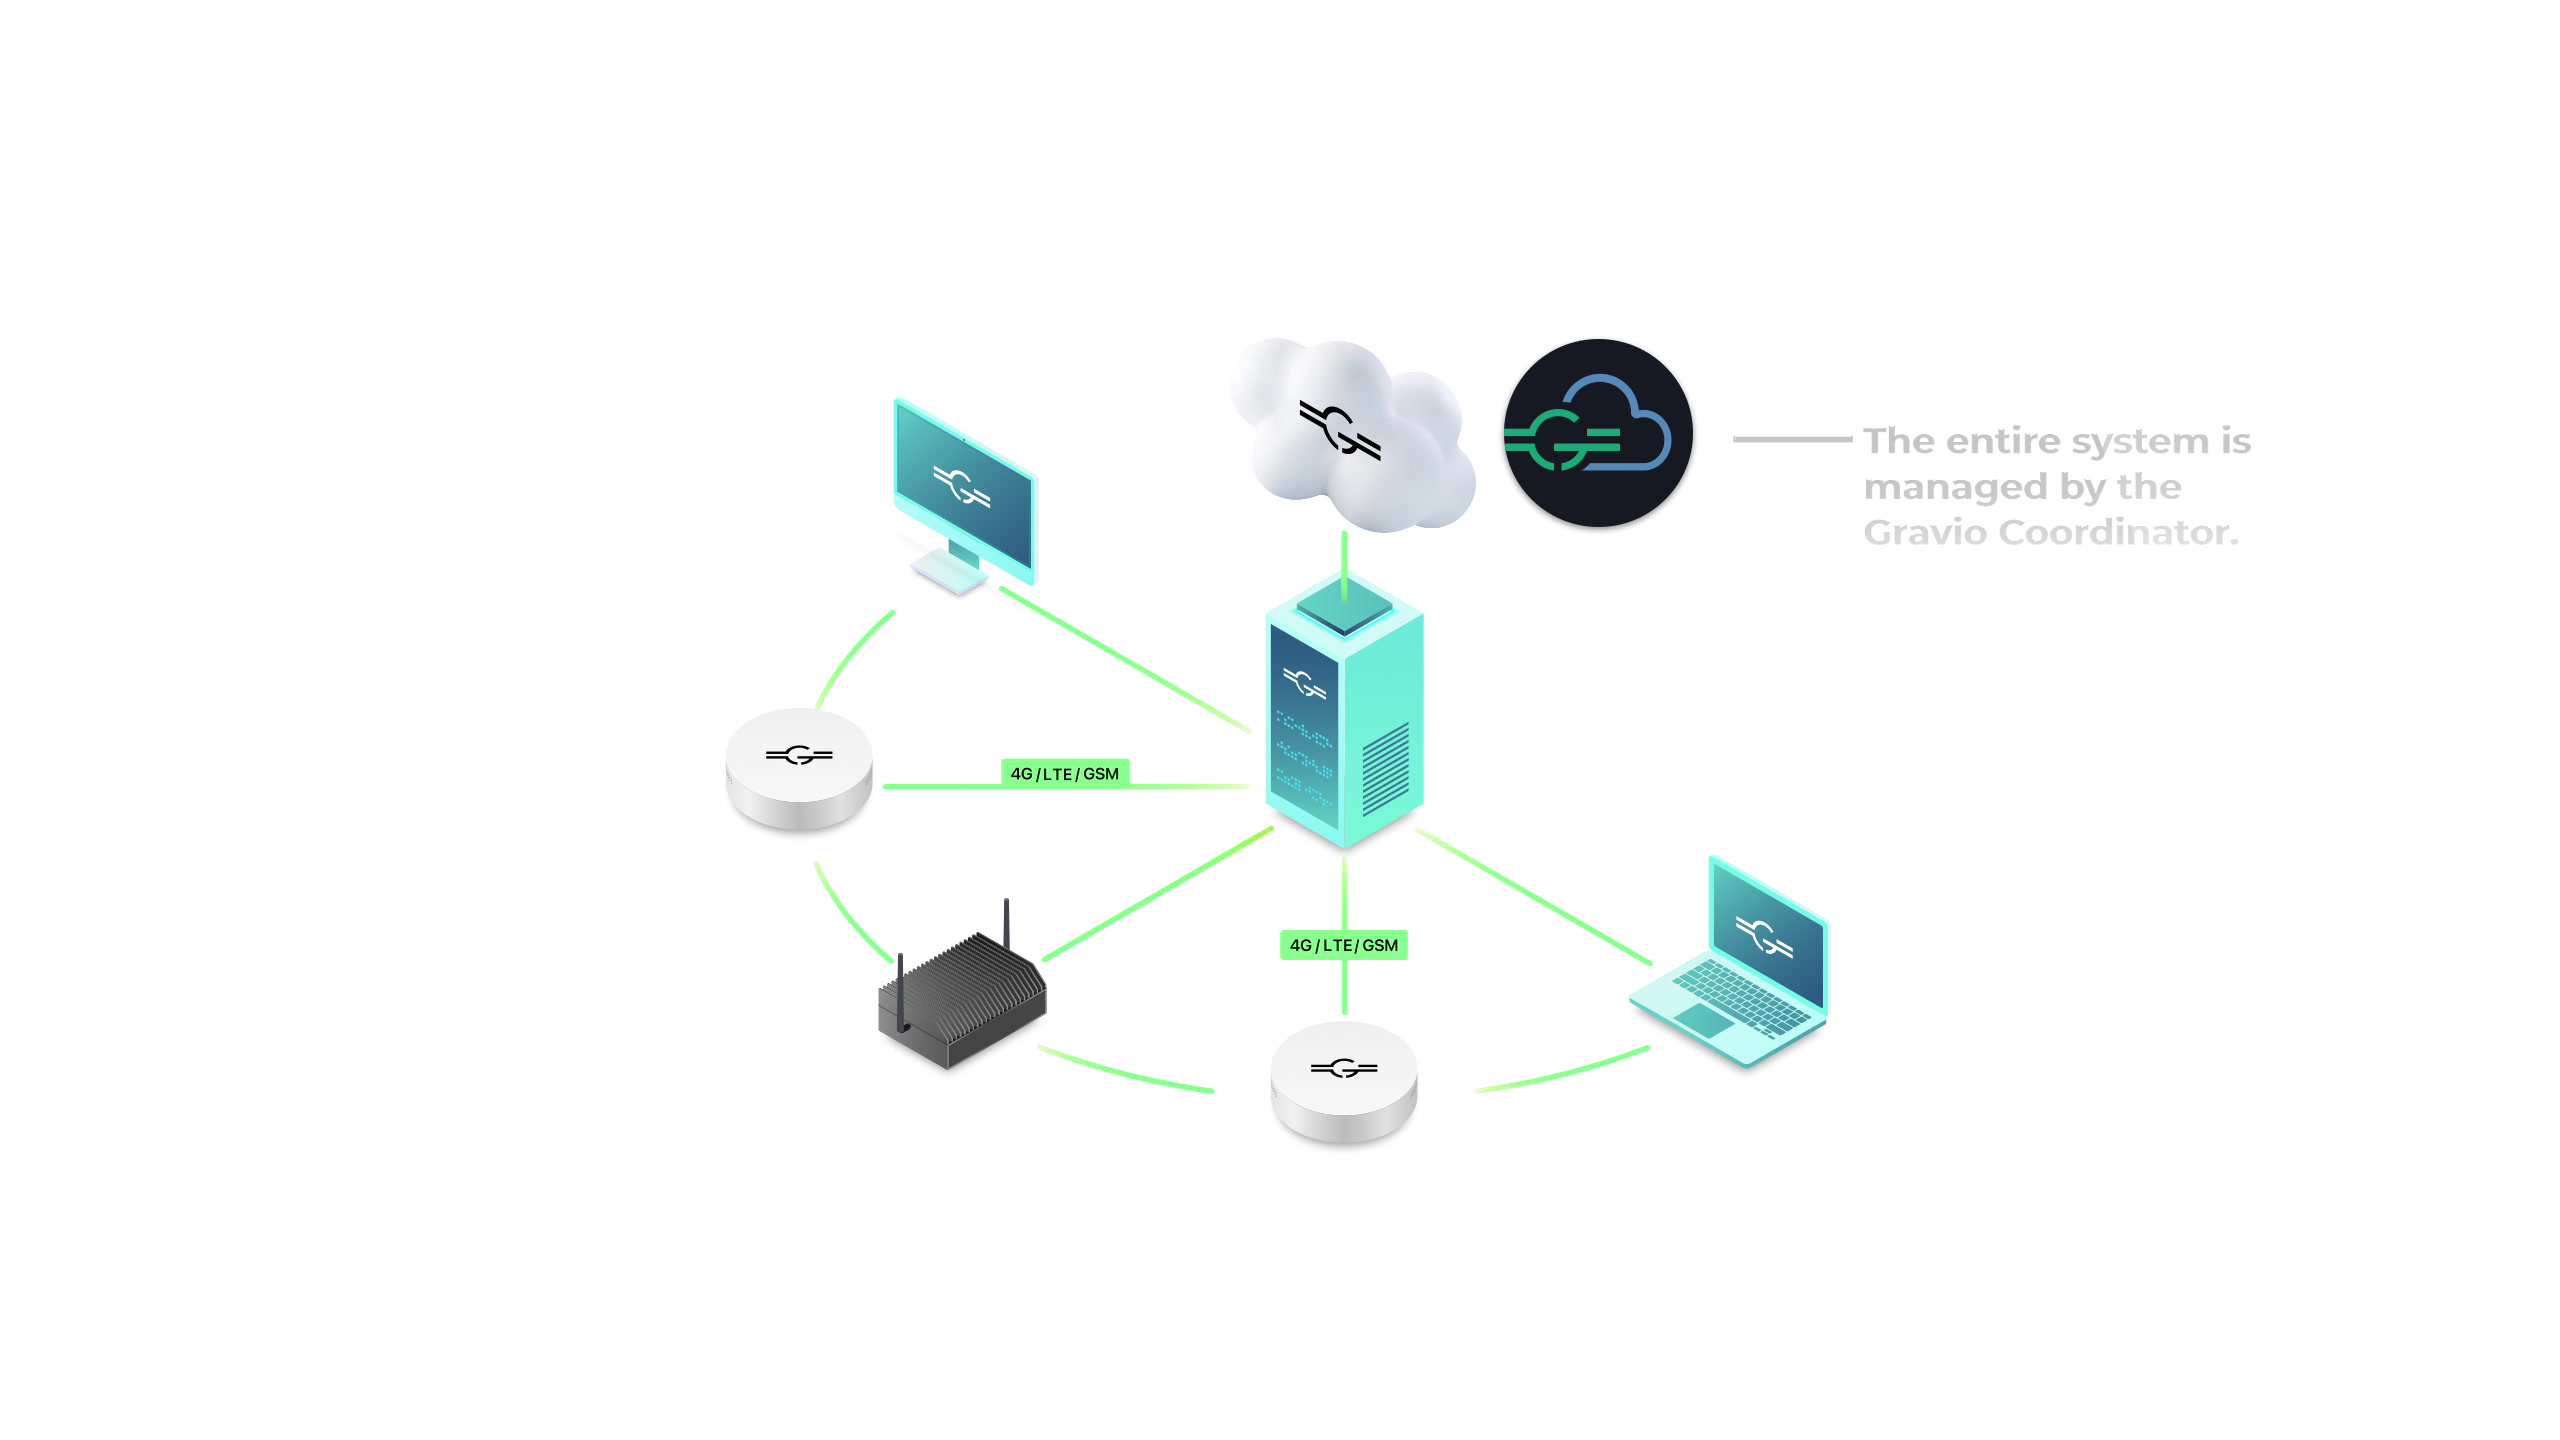 The entire system is
managed by the
Gravio Coordinator.
4G / LTE / GSM
4G / LTE / GSM